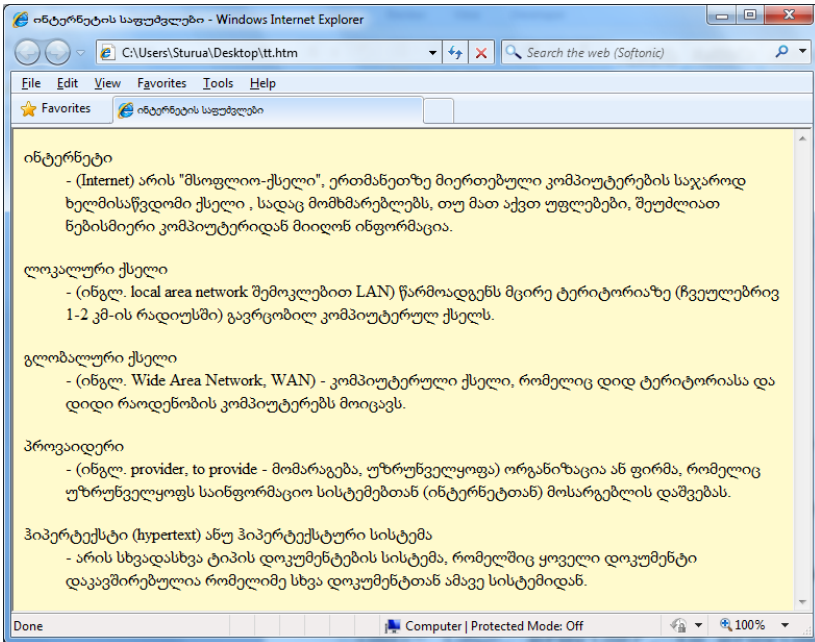 ინტერნეტის საფუძვლები - Windows Internet Explorer
C:\Users\Sturua\Desktop\tt.htm
Search the web (Softonic)
File Edit View Favorites Tools Help
Favorites
ინტერნეტის საფუძვლები
ინტერნეტი
- (Internet) არის "მსოფლიო-ქსელი", ერთმანეთზე მიერთებული კომპიუტერების საჯაროდ
ხელმისაწვდომი ქსელი , სადაც მომხმარებლებს, თუ მათ აქვთ უფლებები, შეუძლიათ
ნებისმიერი კომპიუტერიდან მიიღონ ინფორმაცია.
ლოკალური ქსელი
- (ინგლ. local area network შემოკლებით LAN) წარმოადგენს მცირე ტერიტორიაზე (ჩვეულებრივ
1-2 კმ-ის რადიუსში) გავრცობილ კომპიუტერულ ქსელს.
გლობალური ქსელი
- (ინგლ. Wide Area Network, WAN) - კომპიუტერული ქსელი, რომელიც დიდ ტერიტორიასა და
დიდი რაოდენობის კომპიუტერებს მოიცავს.
პროვაიდერი
- (ინგლ. provider, to provide - მომარაგება, უზრუნველყოფა) ორგანიზაცია ან ფირმა, რომელიც
უზრუნველყოფს საინფორმაციო სისტემებთან (ინტერნეტთან) მოსარგებლის დაშვებას.
ჰიპერტექსტი (hypertext) ანუ ჰიპერტექსტური სისტემა
- არის სხვადასხვა ტიპის დოკუმენტების სისტემა, რომელშიც ყოველი დოკუმენტი
დაკავშირებულია რომელიმე სხვა დოკუმენტთან ამავე სისტემიდან.
Done
Computer | Protected Mode: Off
100%